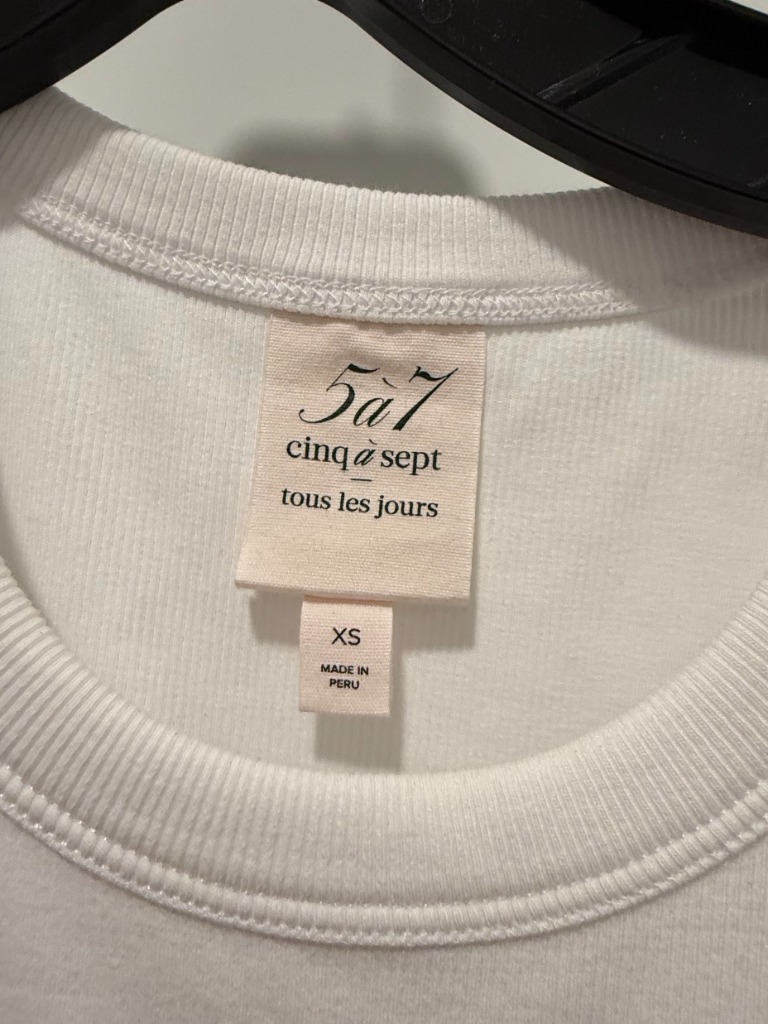 5à7
cinq à sept
tous les jours
XS
MADE IN
PERU